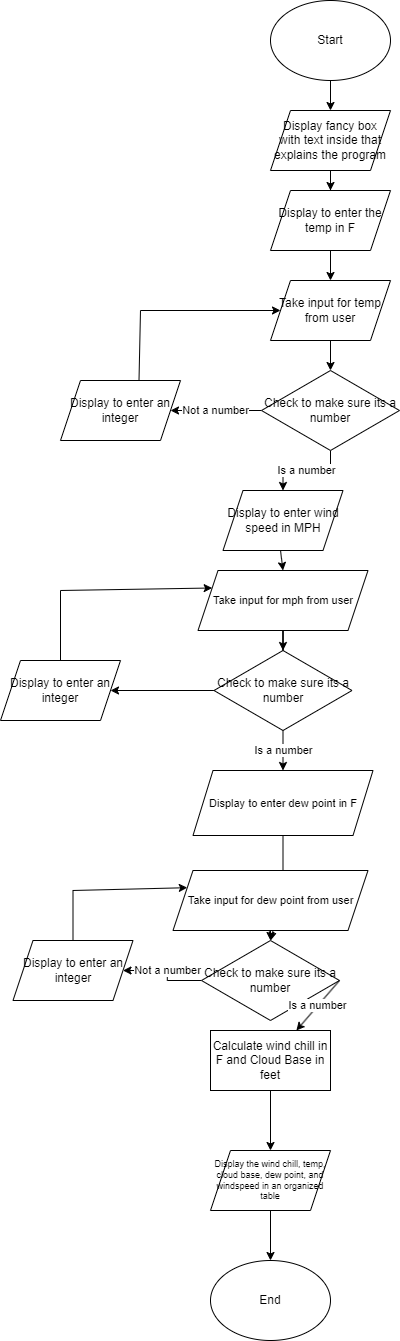 Start
Display fancy box
with text inside that
explains the program
Display to enter the
temp in F
Take input for temp
from user
Check to make sure its a
number
Not a number
Display to enter an
integer
Is a number
Display to enter wind
speed in MPH
Take input for mph from user
Check to make sure its a
number
Display to enter an
integer
Is a number
Display to enter dew point in F
Take input for dew point from user
Check to make sure its a
number
Not a number
Display to enter an
integer
Is a number
Calculate wind chill in
F and Cloud Base in
feet
Display the wind chill, temp,
cloud base, dew point, and
windspeed in an organized
table
End